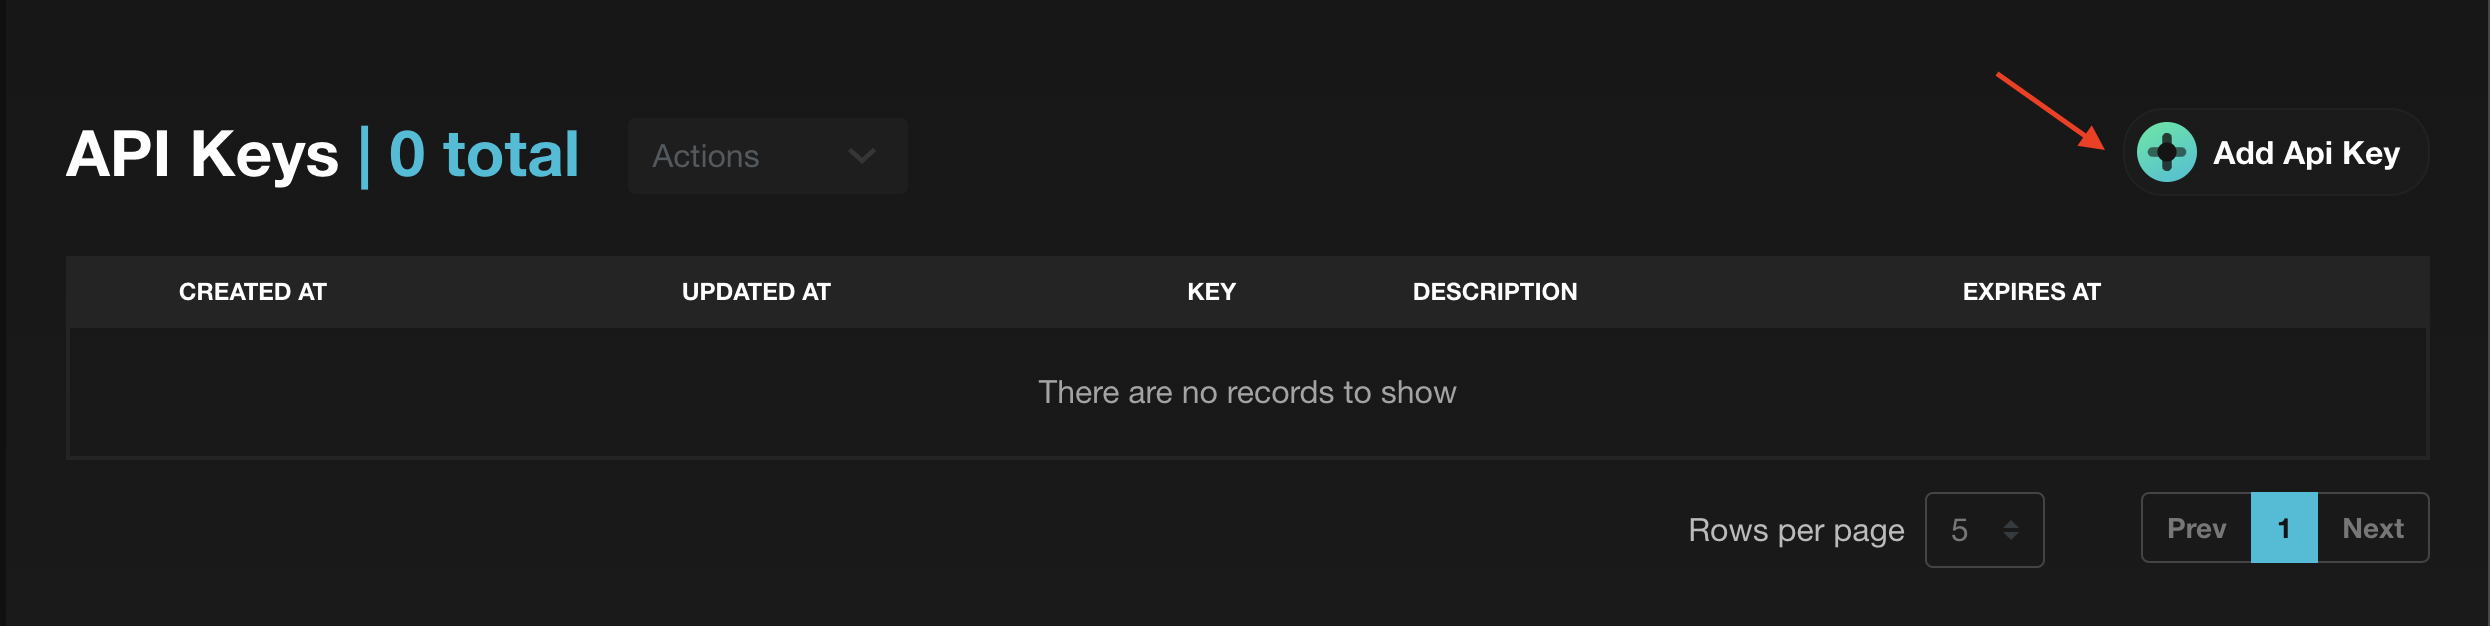 API Keys | 0 total
Actions
Add Api Key
CREATED AT UPDATED AT KEY DESCRIPTION EXPIRES AT
There are no records to show
Rows per page 5 Prev 1 Next